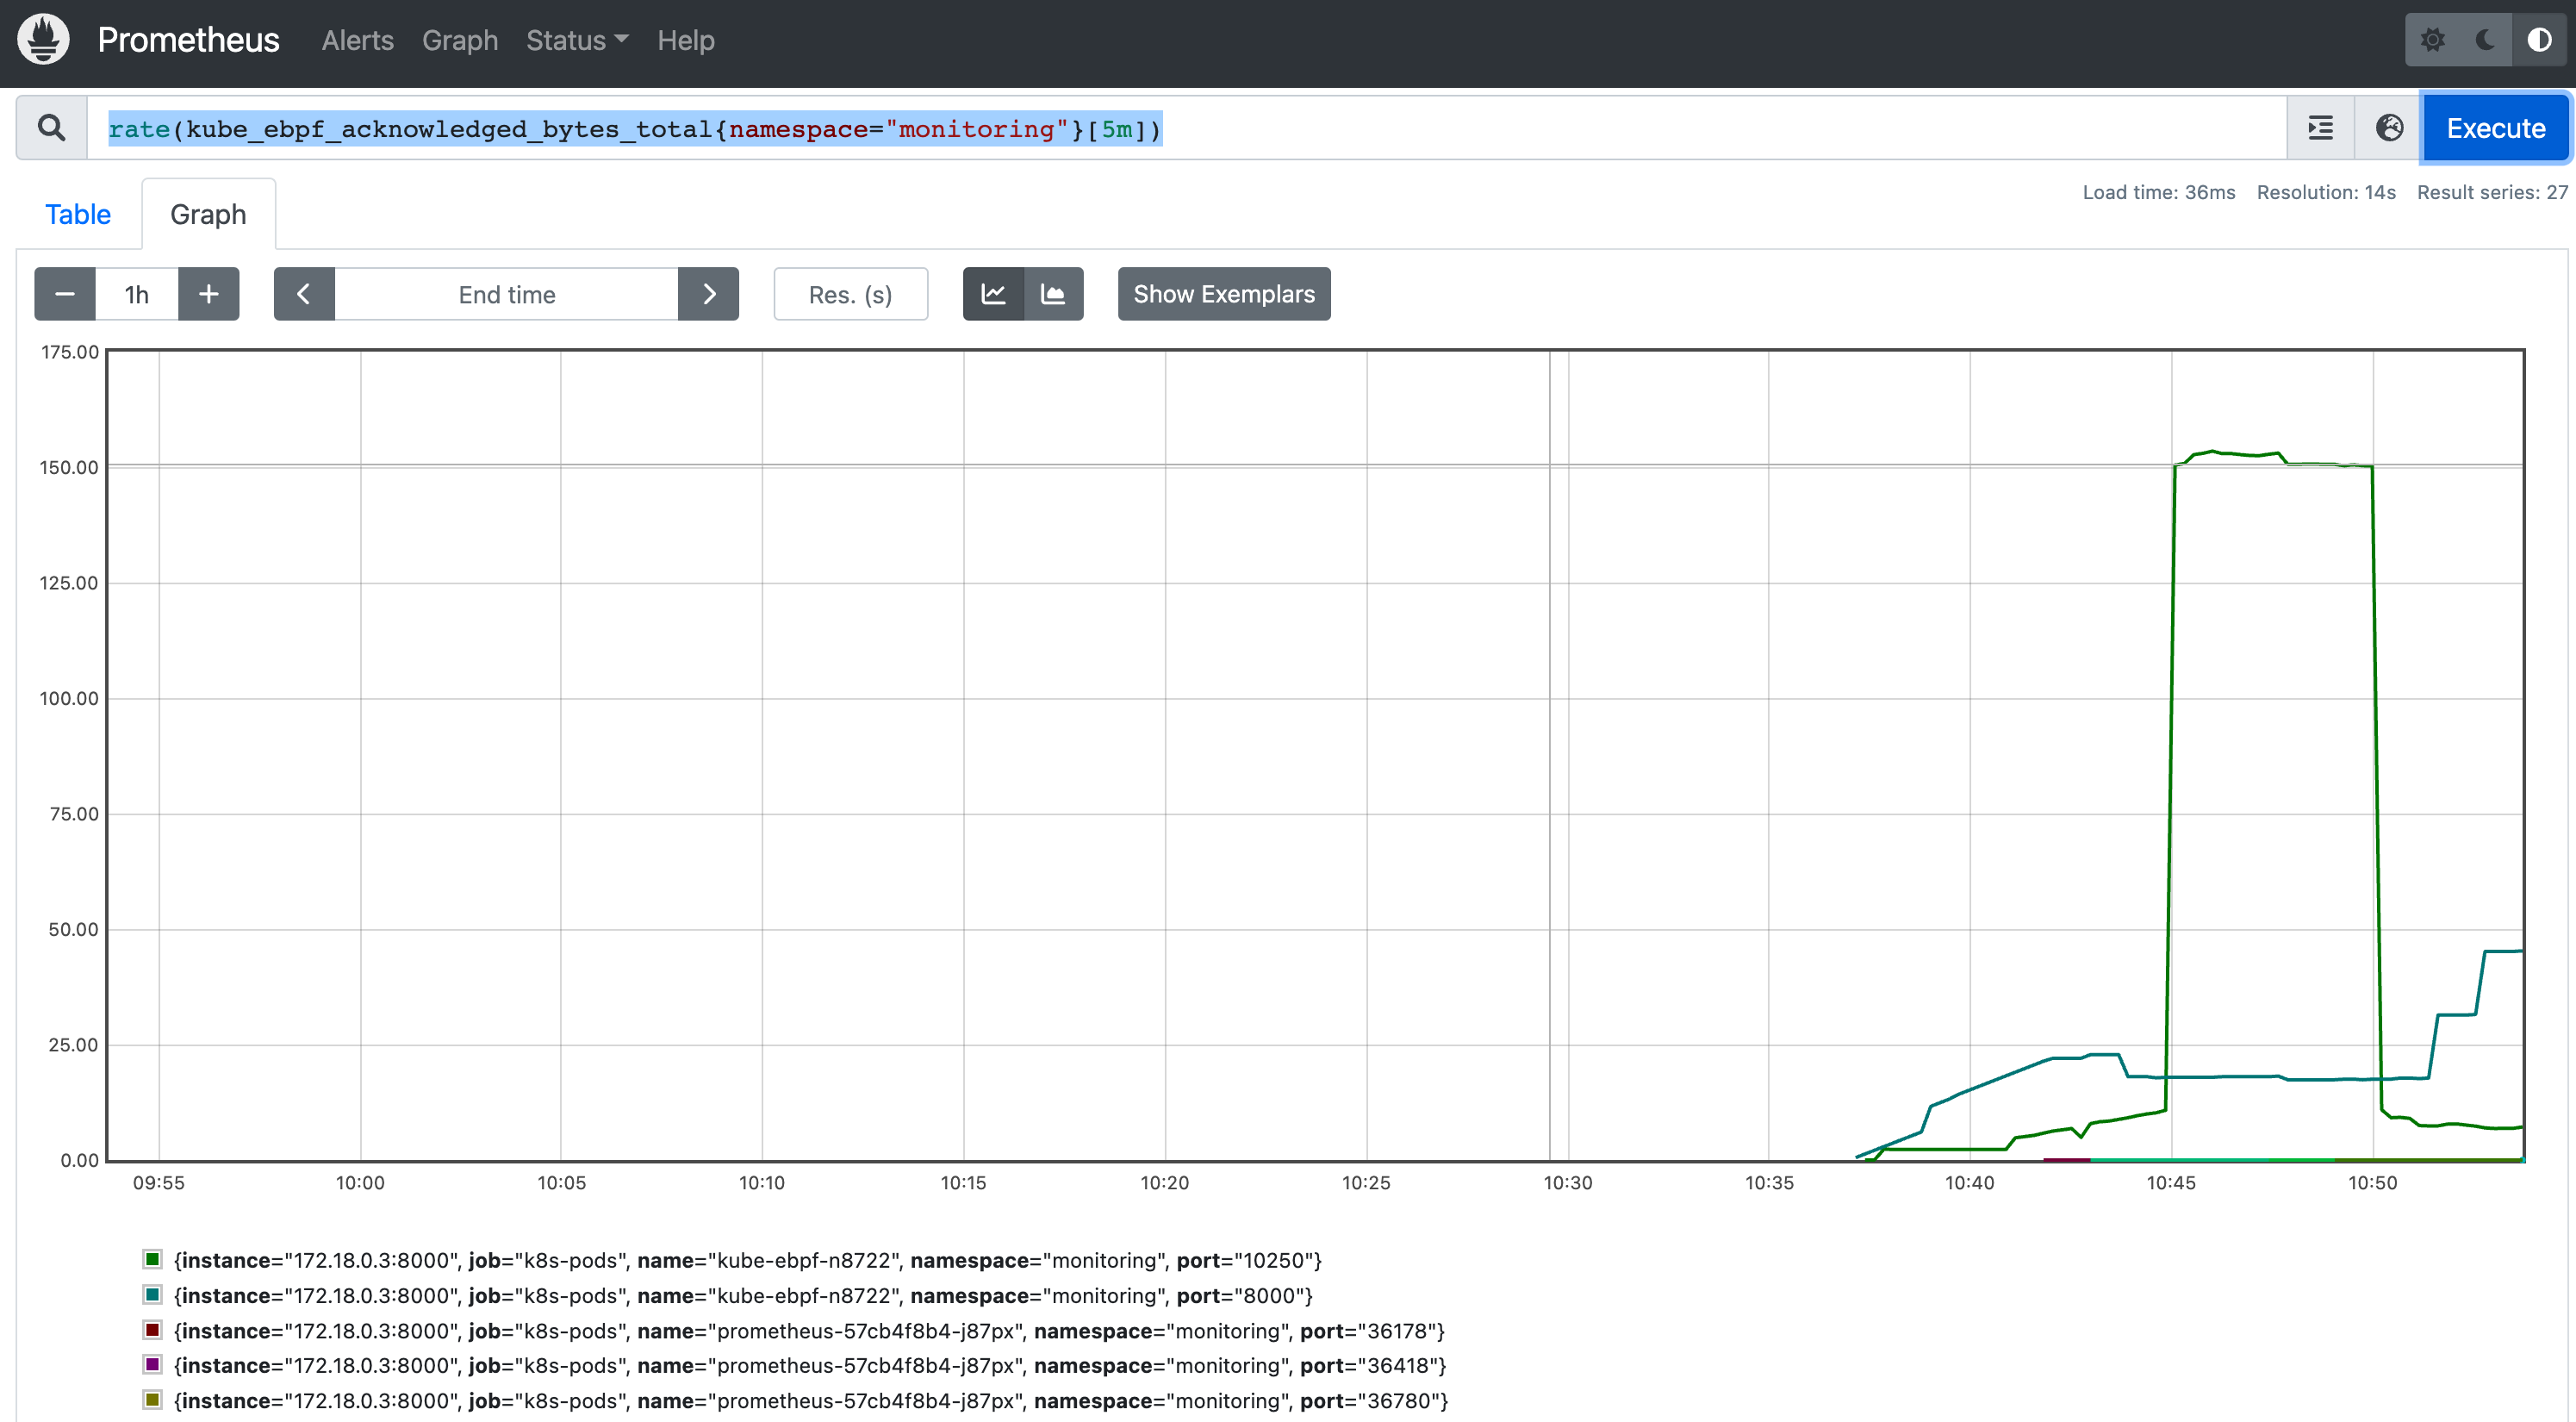 Prometheus Alerts Graph Status Help
rate(kube_ebpf_acknowledged_bytes_total{namespace="monitoring"}[5m])
Execute
Load time: 36ms Resolution: 14s Result series: 27
Table Graph
1h End time Res. (s) Show Exemplars
175.00
150.00
125.00
100.00
75.00
50.00
25.00
0.00
09:55 10:00 10:05 10:10 10:15 10:20 10:25 10:30 10:35 10:40 10:45 10:50
{instance="172.18.0.3:8000", job="k8s-pods", name="kube-ebpf-n8722", namespace="monitoring", port="10250"}
{instance="172.18.0.3:8000", job="k8s-pods", name="kube-ebpf-n8722", namespace="monitoring", port="8000"}
{instance="172.18.0.3:8000", job="k8s-pods", name="prometheus-57cb4f8b4-j87px", namespace="monitoring", port="36178"}
{instance="172.18.0.3:8000", job="k8s-pods", name="prometheus-57cb4f8b4-j87px", namespace="monitoring", port="36418"}
{instance="172.18.0.3:8000", job="k8s-pods", name="prometheus-57cb4f8b4-j87px", namespace="monitoring", port="36780"}